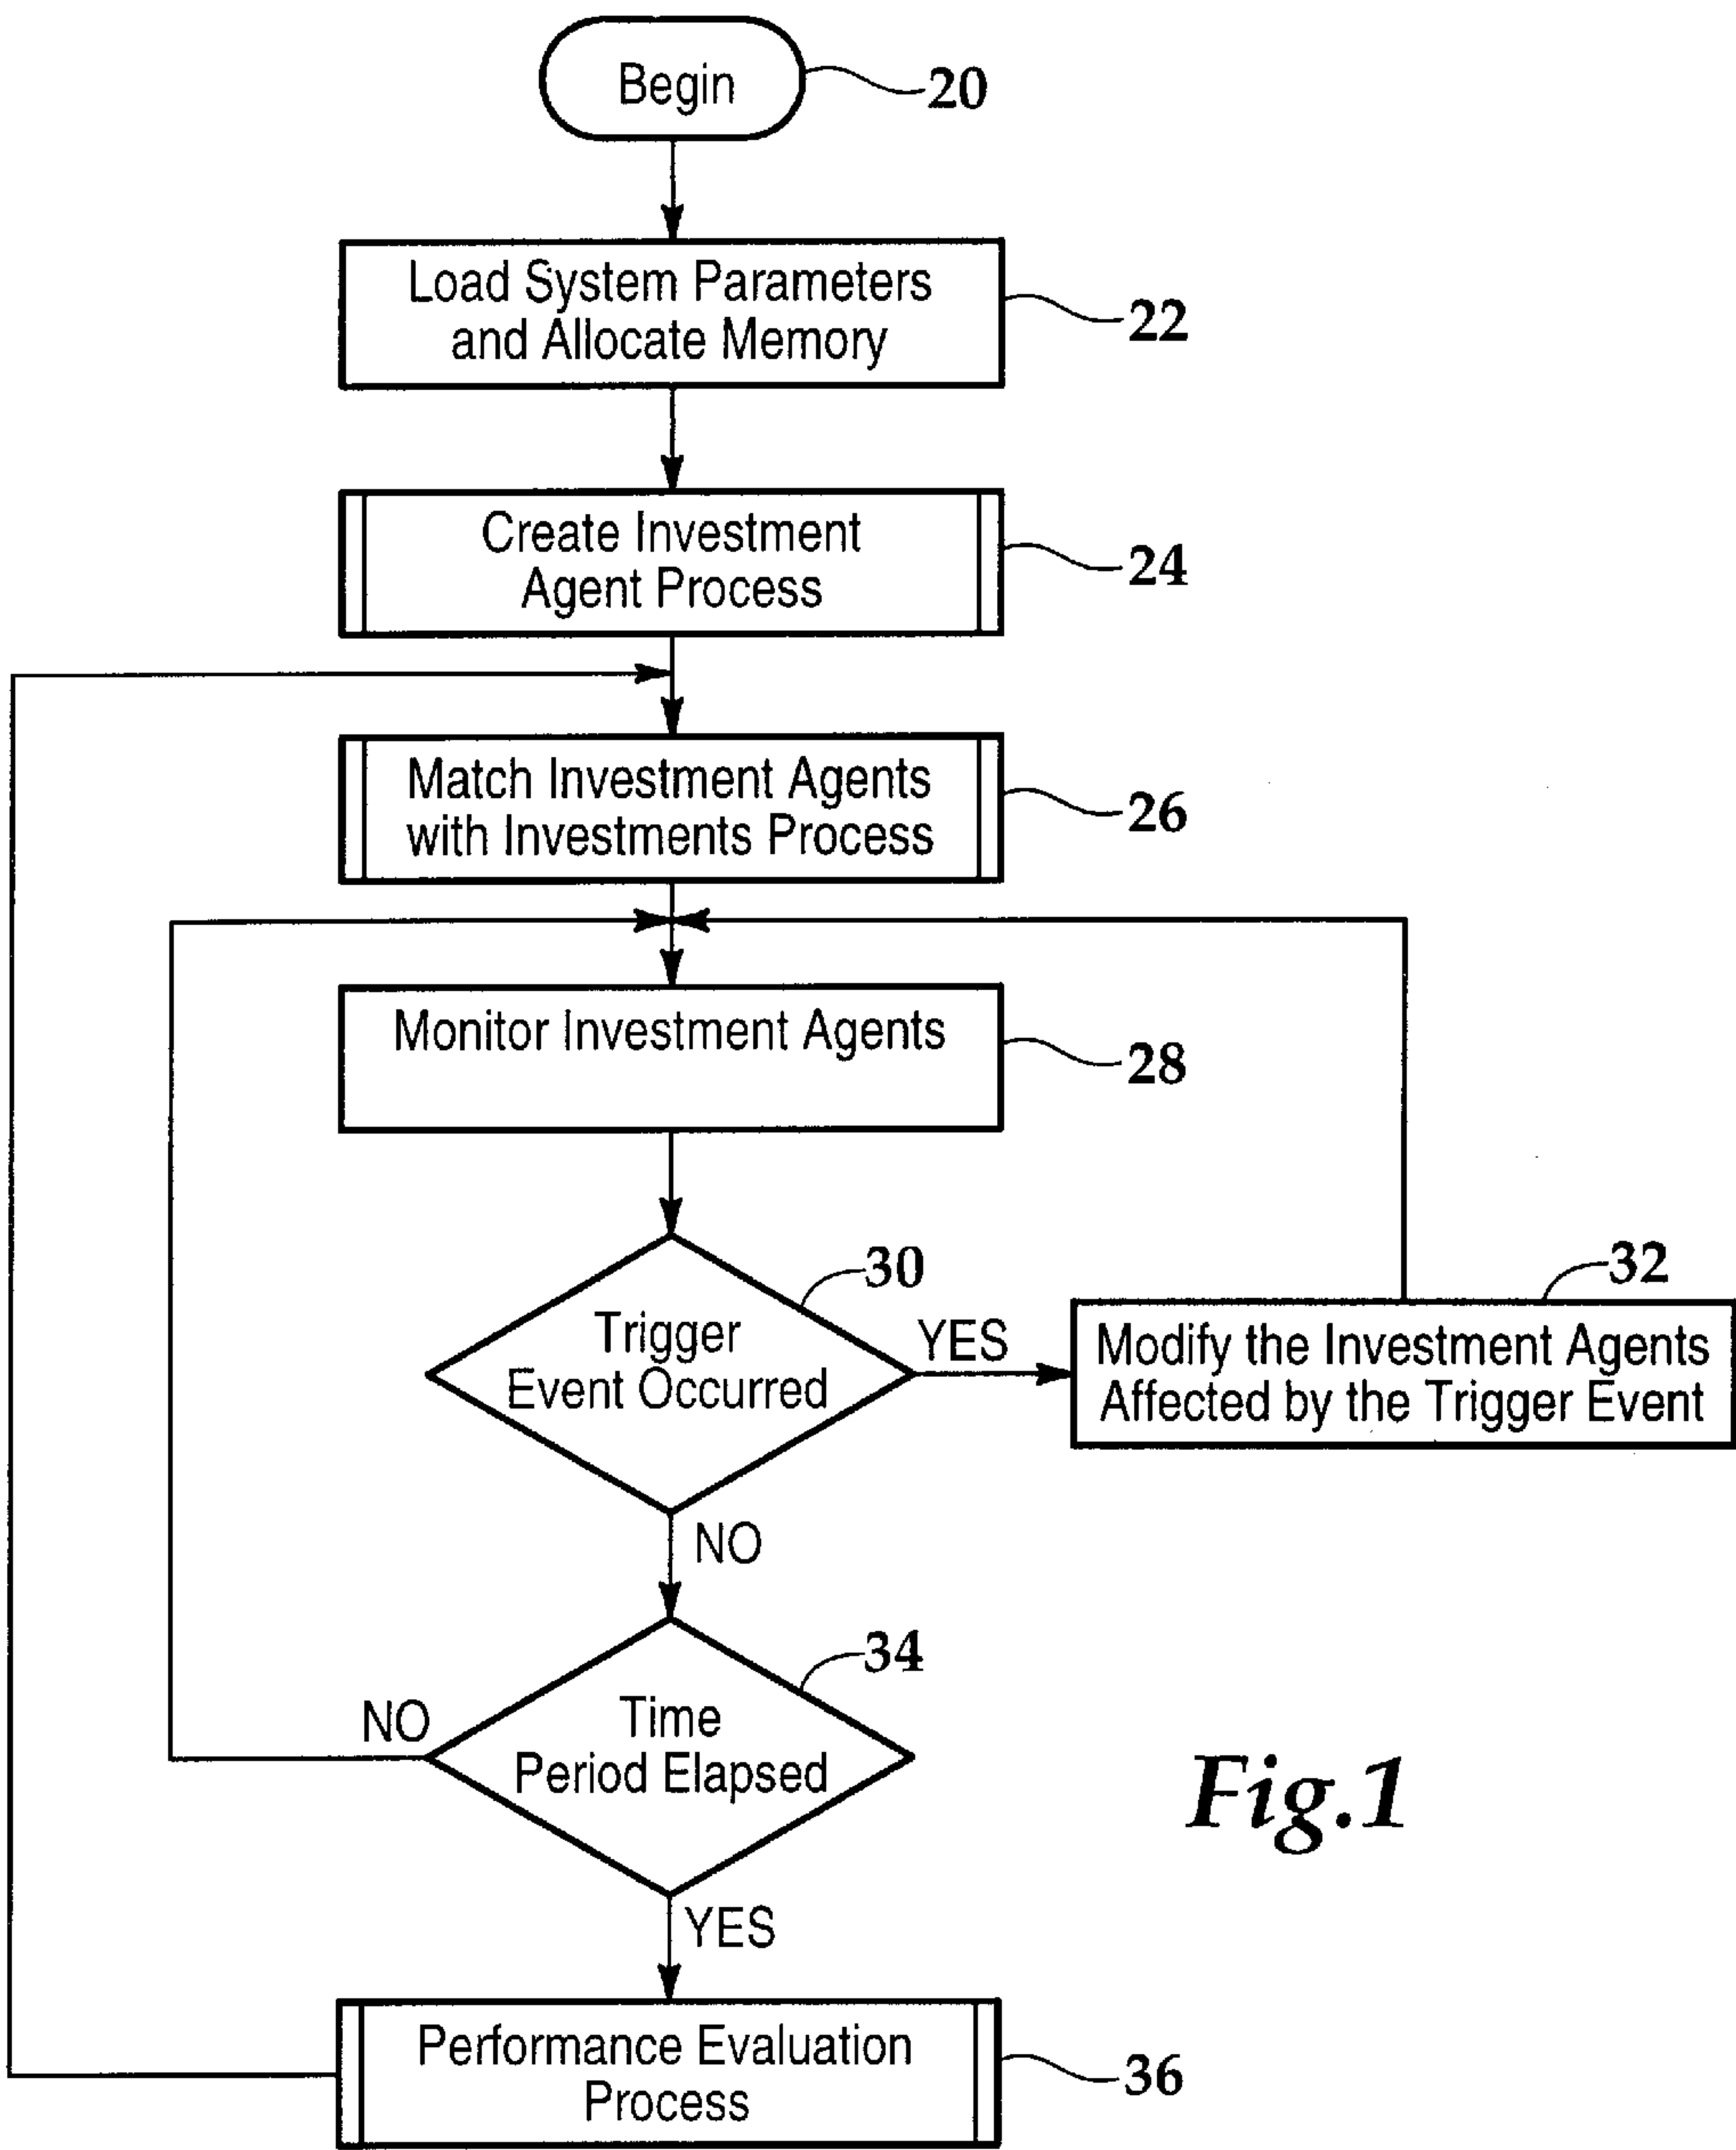 Begin
20
Load System Parameters
and Allocate Memory
22
Create Investment
Agent Process
24
Match Investment Agents
with Investments Process
26
Monitor Investment Agents
28
30
Trigger
Event Occurred
YES
32
Modify the Investment Agents
Affected by the Trigger Event
NO
34
Time
Period Elapsed
NO
YES
Fig.1
Performance Evaluation
Process
36